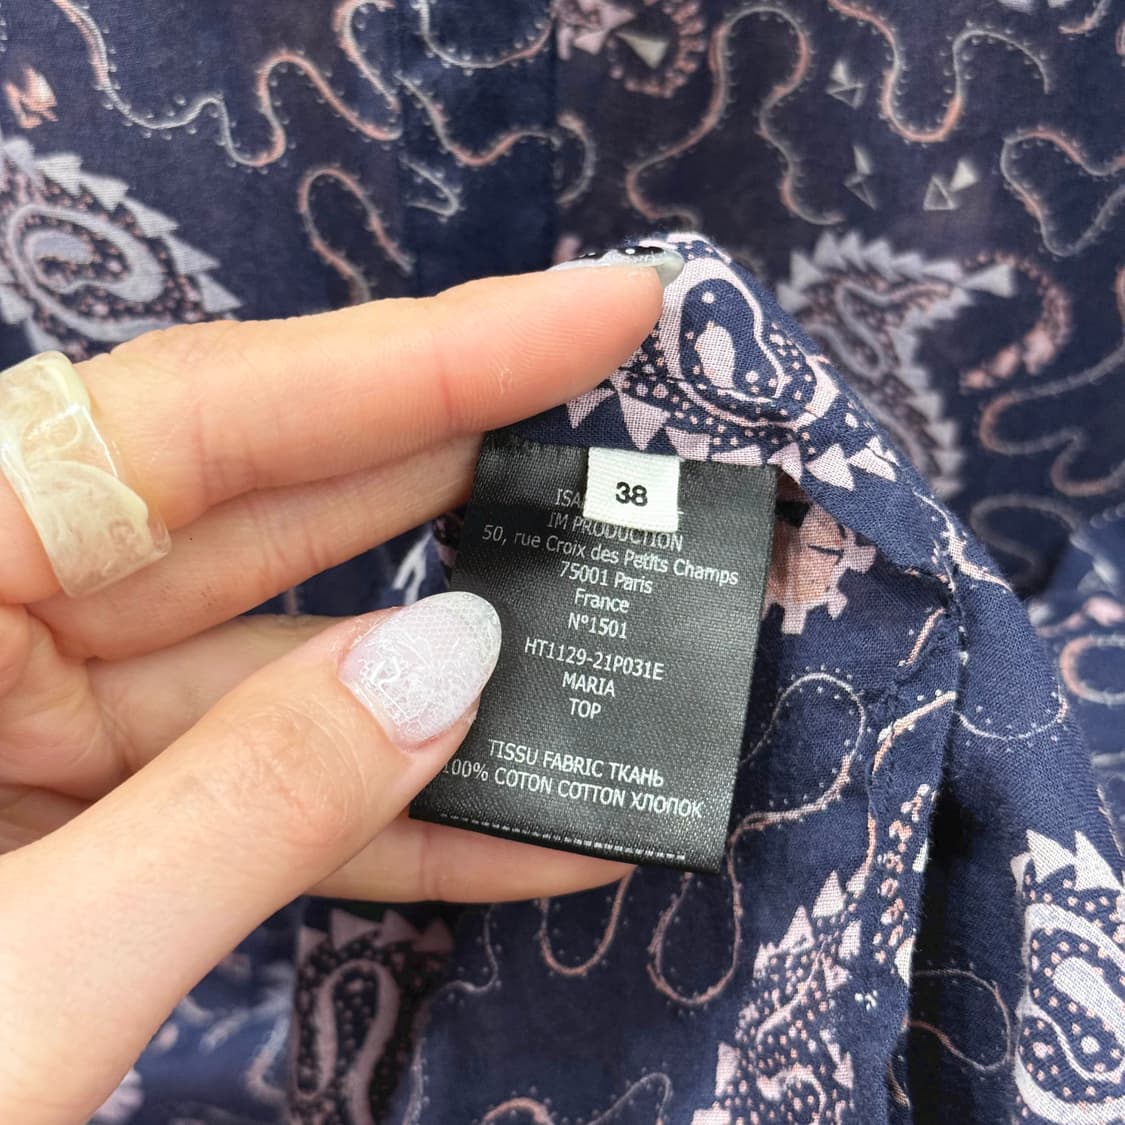 38
IM PRODUCTION
50, rue Croix des Petits Champs
75001 Paris
France
N°1501
HT1129-21P031E
MARIA
TOP
TISSU FABRIC ТКАНЬ
100% COTON COTTON ХЛОПОК